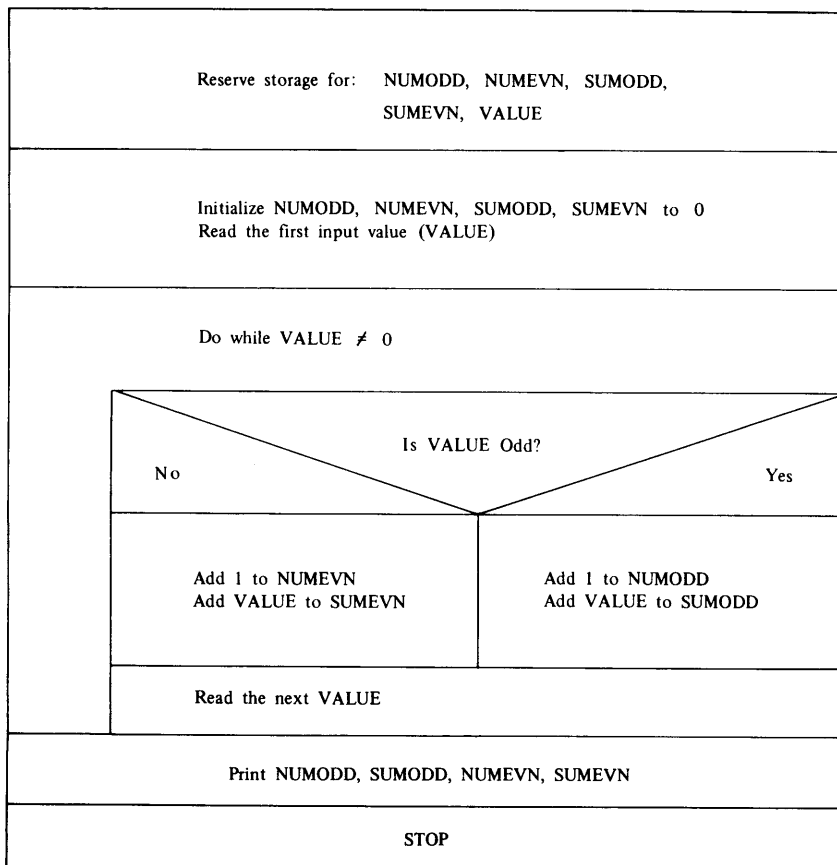 Reserve storage for: NUMODD, NUMEVN, SUMODD,
SUMEVN, VALUE
Initialize NUMODD, NUMEVN, SUMODD, SUMEVN to 0
Read the first input value (VALUE)
Do while VALUE ≠ 0
Is VALUE Odd?
No
Yes
Add 1 to NUMEVN
Add VALUE to SUMEVN
Add 1 to NUMODD
Add VALUE to SUMODD
Read the next VALUE
Print NUMODD, SUMODD, NUMEVN, SUMEVN
STOP